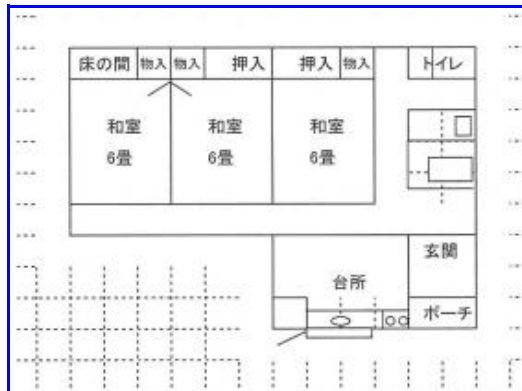 床の間 物入 物入 押入 押入 物入 トイレ
和室 和室 和室
6畳 6畳 6畳
玄関
台所
ポーチ